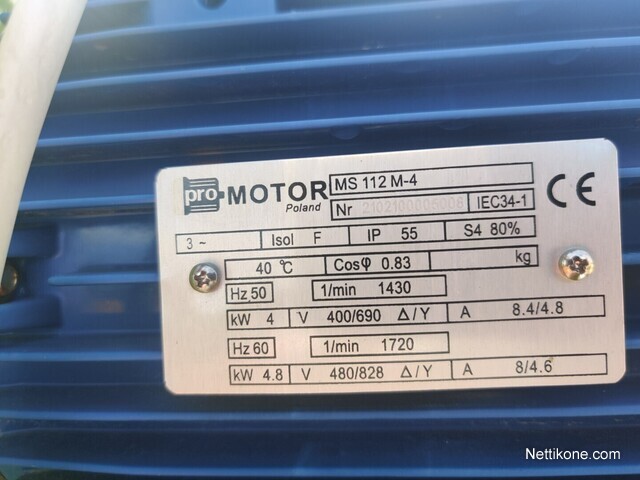 pro-MOTOR MS 112 M-4
Poland Nr 2102100005008 IEC34-1 CE
3 ~ Isol F IP 55 S4 80%
40 °C Cosφ 0.83 kg
Hz 50 1/min 1430
kW 4 V 400/690 Δ/Y A 8.4/4.8
Hz 60 1/min 1720
kW 4.8 V 480/828 Δ/Y A 8/4.6
Nettikone.com